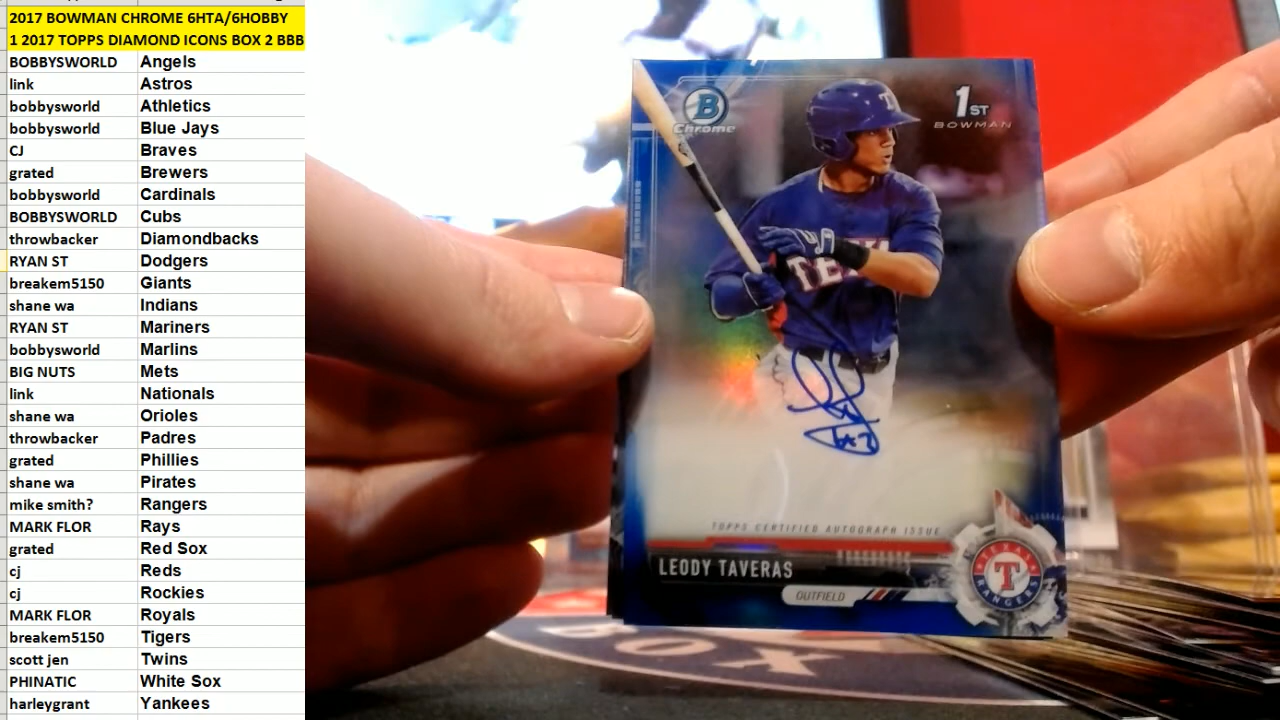 2017 BOWMAN CHROME 6HTA/6HOBBY
1 2017 TOPPS DIAMOND ICONS BOX 2 BBB
BOBBYSWORLD Angels
link Astros
bobbysworld Athletics
bobbysworld Blue Jays
CJ Braves
grated Brewers
bobbysworld Cardinals
BOBBYSWORLD Cubs
throwbacker Diamondbacks
RYAN ST Dodgers
breakem5150 Giants
shane wa Indians
RYAN ST Mariners
bobbysworld Marlins
BIG NUTS Mets
link Nationals
shane wa Orioles
throwbacker Padres
grated Phillies
shane wa Pirates
mike smith? Rangers
MARK FLOR Rays
grated Red Sox
cj Reds
cj Rockies
MARK FLOR Royals
breakem5150 Tigers
scott jen Twins
PHINATIC White Sox
harleygrant Yankees
B
Chrome
1ST
BOWMAN
T
TOPPS CERTIFIED AUTOGRAPH ISSUE
LEODY TAVERAS
OUTFIELD
TEXAS
T
RANGERS
BOX